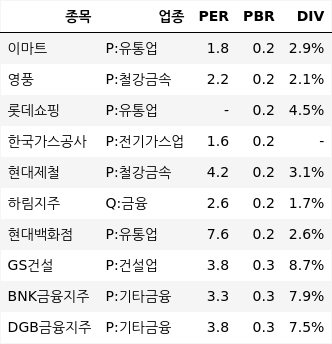 종목 업종 PER PBR DIV
이마트 P:유통업 1.8 0.2 2.9%
영풍 P:철강금속 2.2 0.2 2.1%
롯데쇼핑 P:유통업 - 0.2 4.5%
한국가스공사 P:전기가스업 1.6 0.2 -
현대제철 P:철강금속 4.2 0.2 3.1%
하림지주 Q:금융 2.6 0.2 1.7%
현대백화점 P:유통업 7.6 0.2 2.6%
GS건설 P:건설업 3.8 0.3 8.7%
BNK금융지주 P:기타금융 3.3 0.3 7.9%
DGB금융지주 P:기타금융 3.8 0.3 7.5%